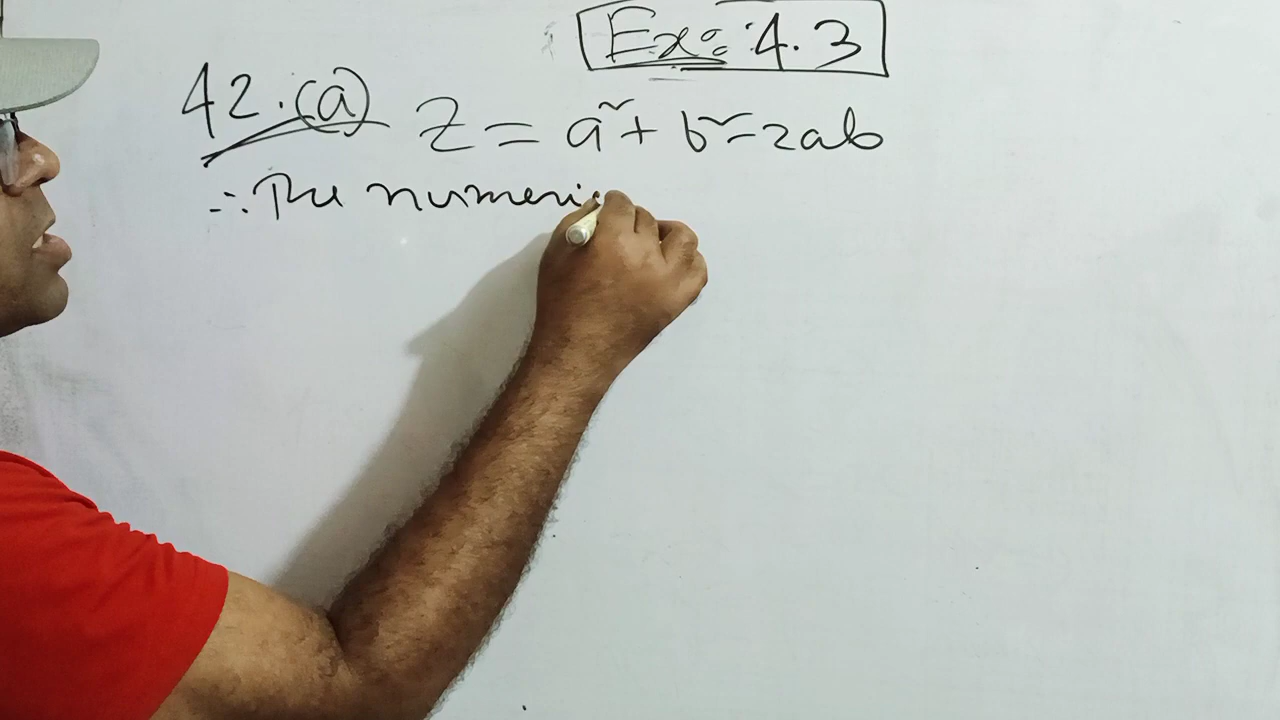 Ex: 4.3
42.(a) Z = a² + b² - 2ab
∴ The numeri